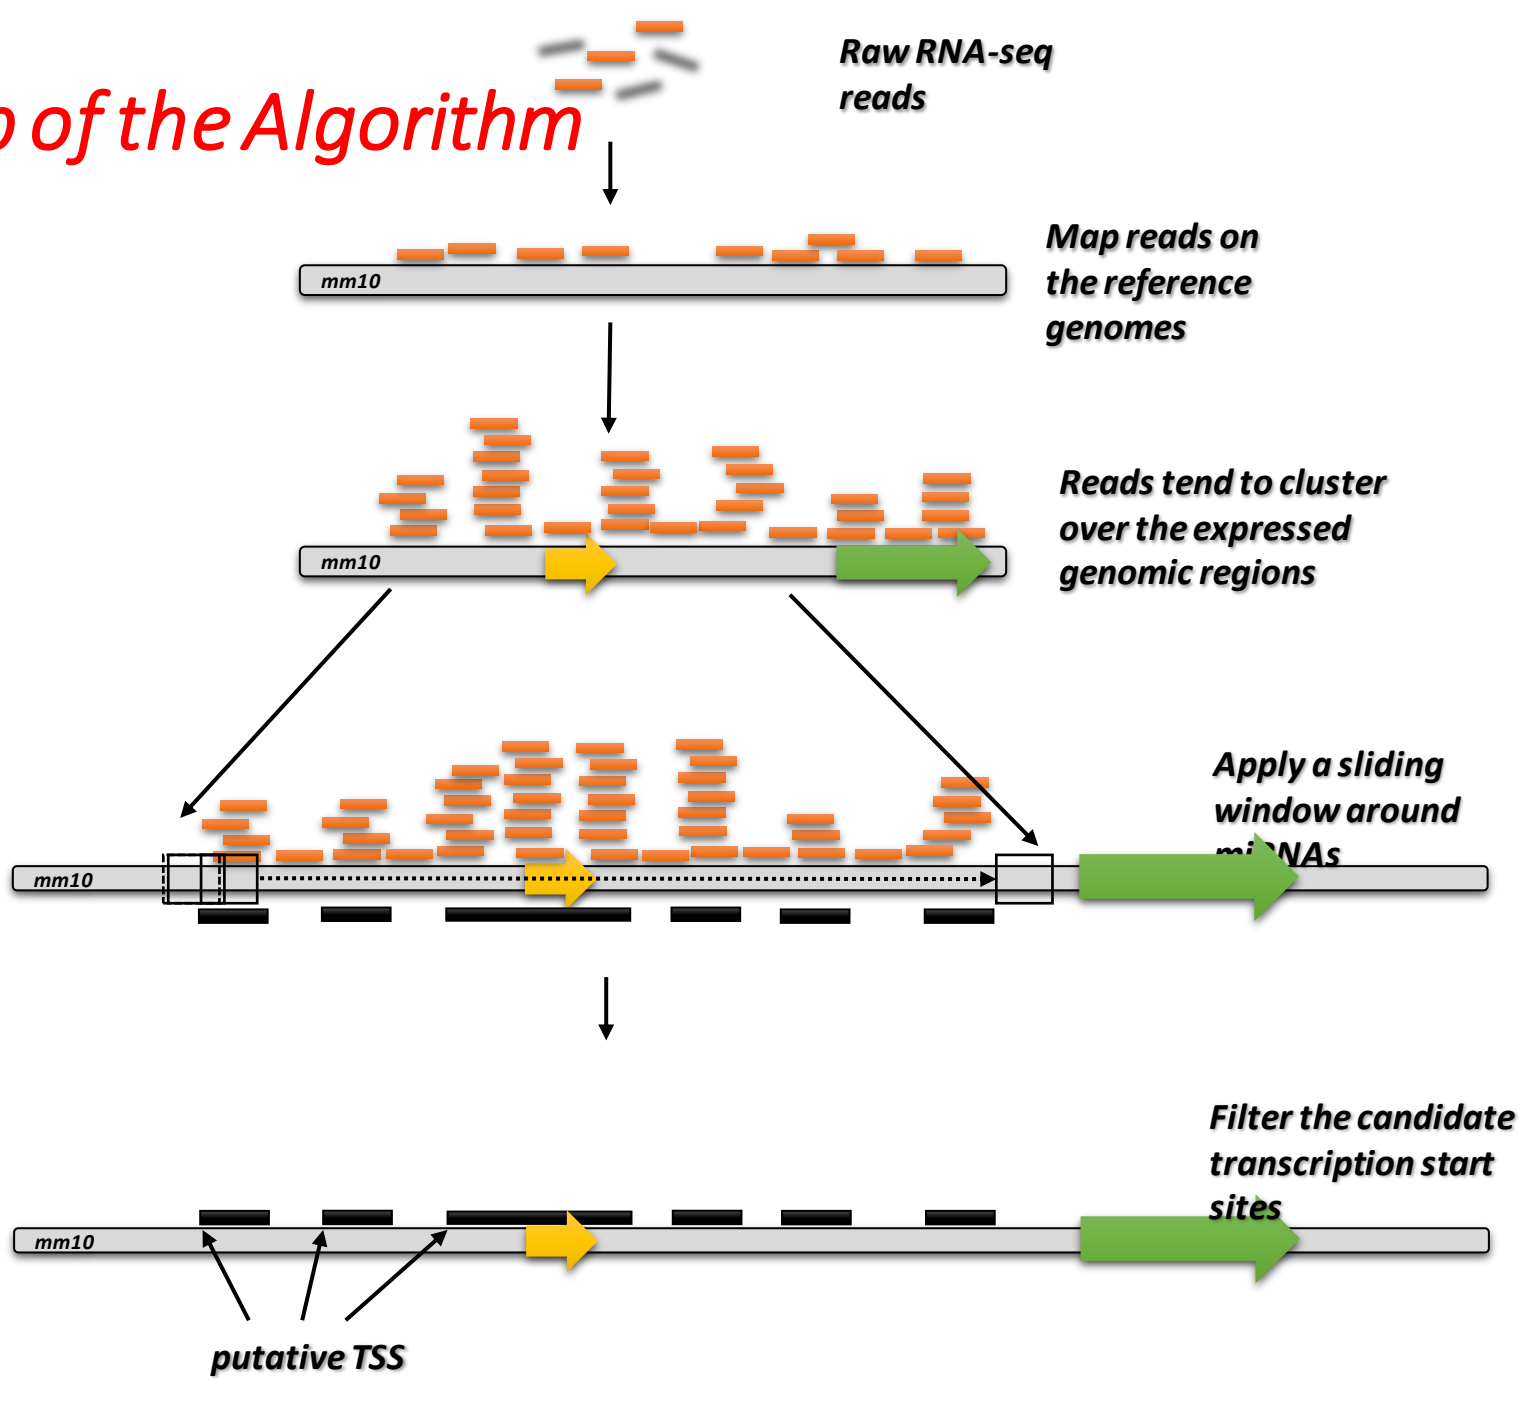 Raw RNA-seq
reads
of the Algorithm
Map reads on
the reference
genomes
mm10
Reads tend to cluster
over the expressed
genomic regions
mm10
Apply a sliding
window around
miRNAs
mm10
Filter the candidate
transcription start
sites
mm10
putative TSS